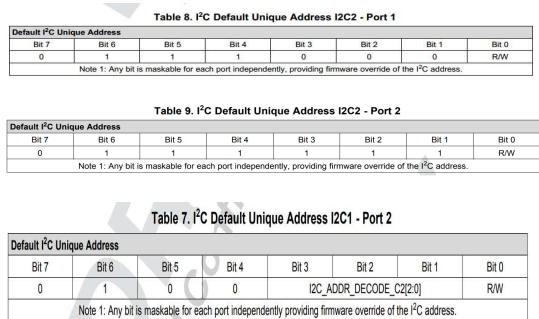 Table 8. I²C Default Unique Address I2C2 - Port 1
Default I²C Unique Address
Bit 7 Bit 6 Bit 5 Bit 4 Bit 3 Bit 2 Bit 1 Bit 0
0 1 1 1 0 0 0 R/W
Note 1: Any bit is maskable for each port independently, providing firmware override of the I²C address.
Table 9. I²C Default Unique Address I2C2 - Port 2
Default I²C Unique Address
Bit 7 Bit 6 Bit 5 Bit 4 Bit 3 Bit 2 Bit 1 Bit 0
0 1 1 1 1 1 1 R/W
Note 1: Any bit is maskable for each port independently, providing firmware override of the I²C address.
Table 7. I²C Default Unique Address I2C1 - Port 2
Default I²C Unique Address
Bit 7 Bit 6 Bit 5 Bit 4 Bit 3 Bit 2 Bit 1 Bit 0
0 1 0 0 I2C_ADDR_DECODE_C2[2:0] R/W
Note 1: Any bit is maskable for each port independently, providing firmware override of the I²C address.